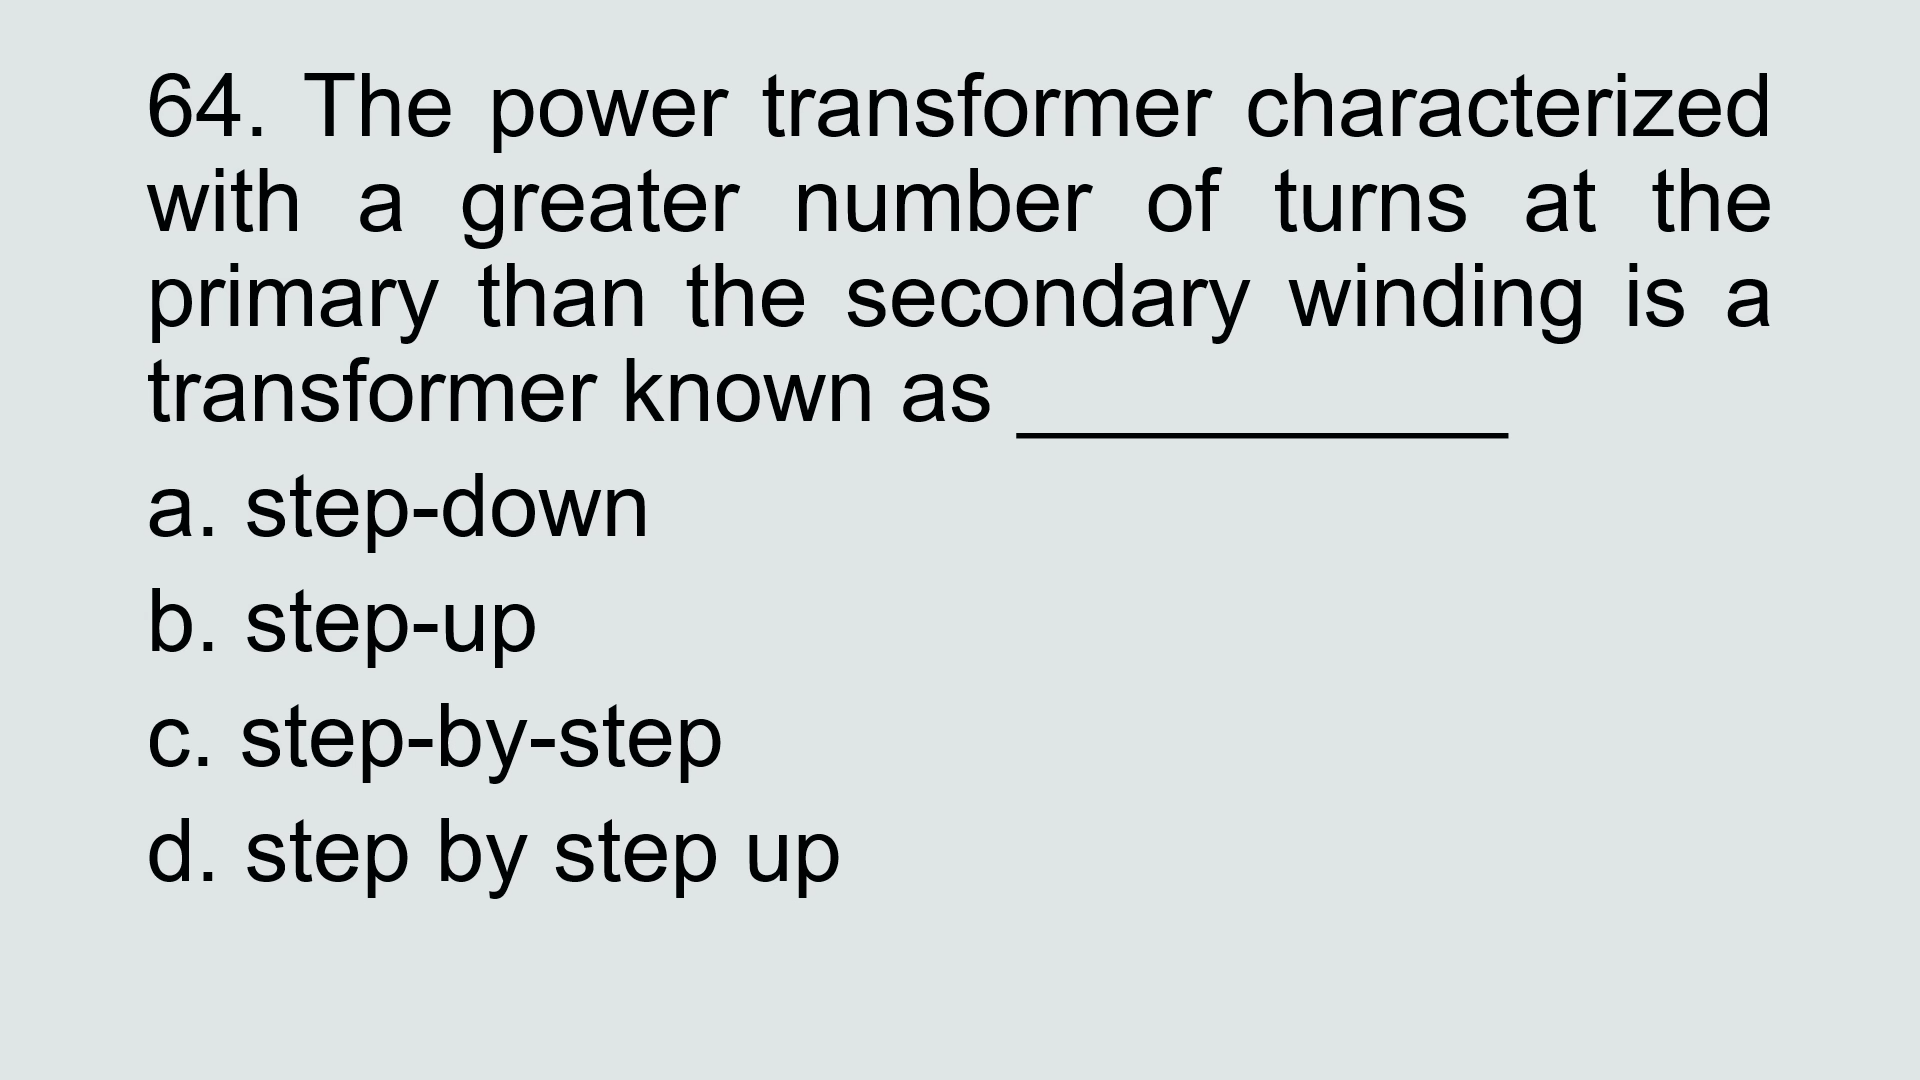 64. The power transformer characterized
with a greater number of turns at the
primary than the secondary winding is a
transformer known as ___________
a. step-down
b. step-up
c. step-by-step
d. step by step up